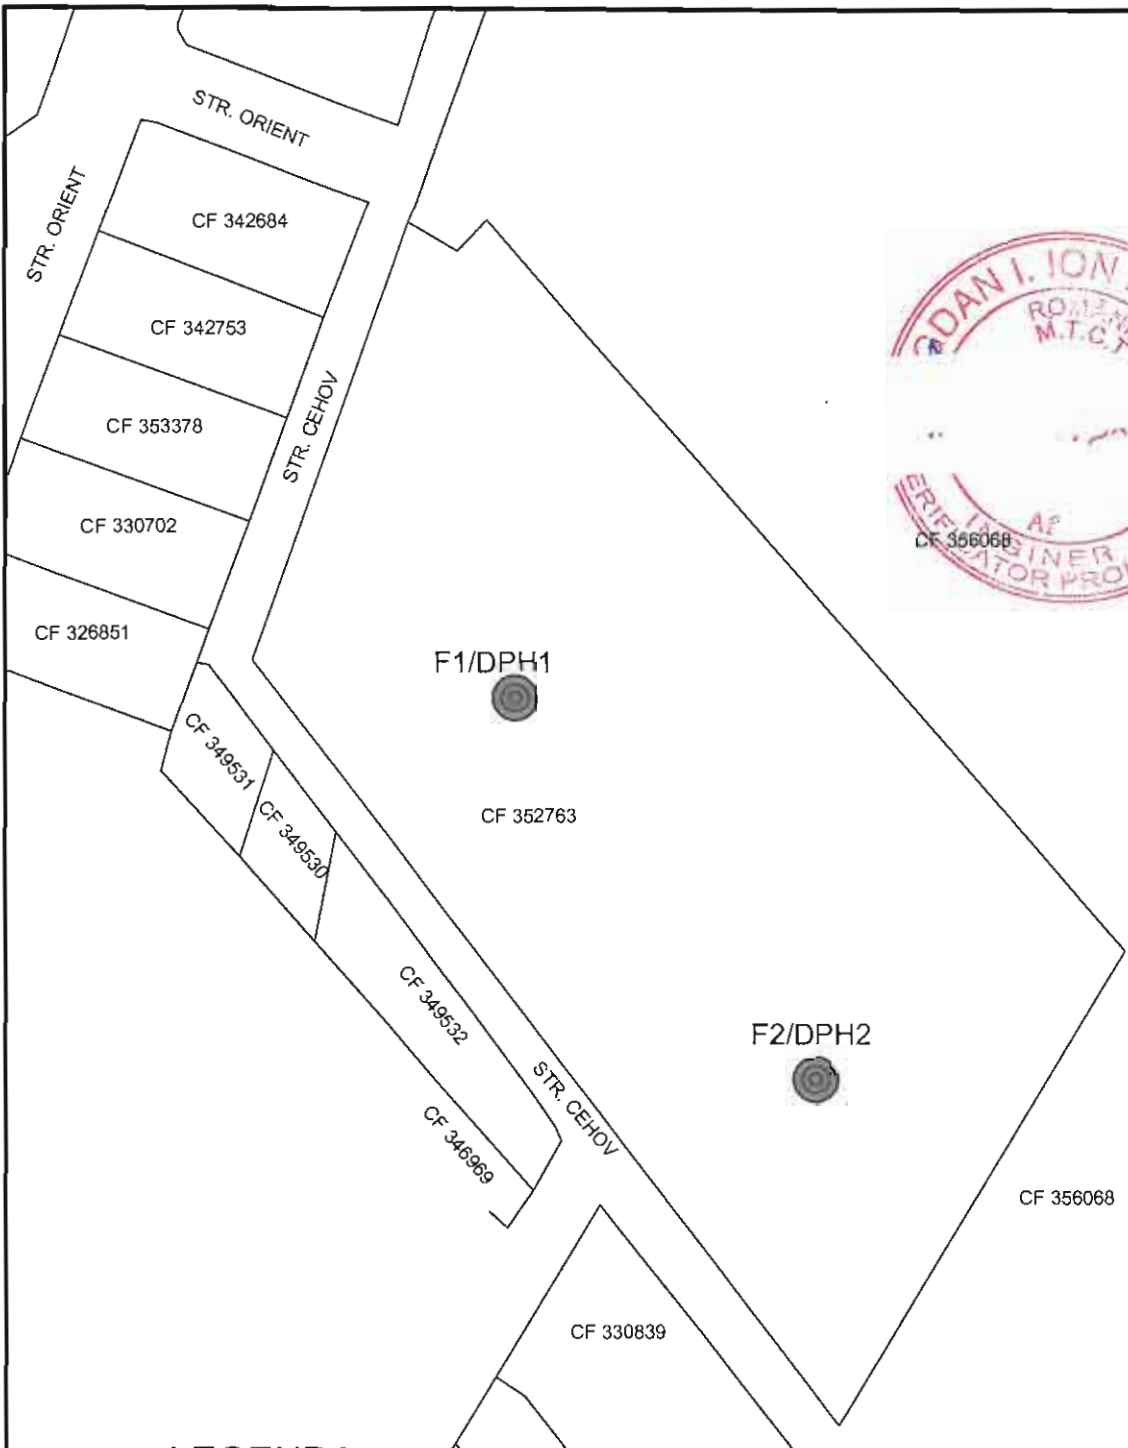 STR. ORIENT
STR. ORIENT
CF 342684
CF 342753
CF 353378
CF 330702
CF 326851
STR. CEHOV
M.T.C.T
INGINER
CF 356068
F1/DPH1
CF 349531
CF 349530
CF 352763
CF 349532
F2/DPH2
STR. CEHOV
CF 346969
CF 356068
CF 330839